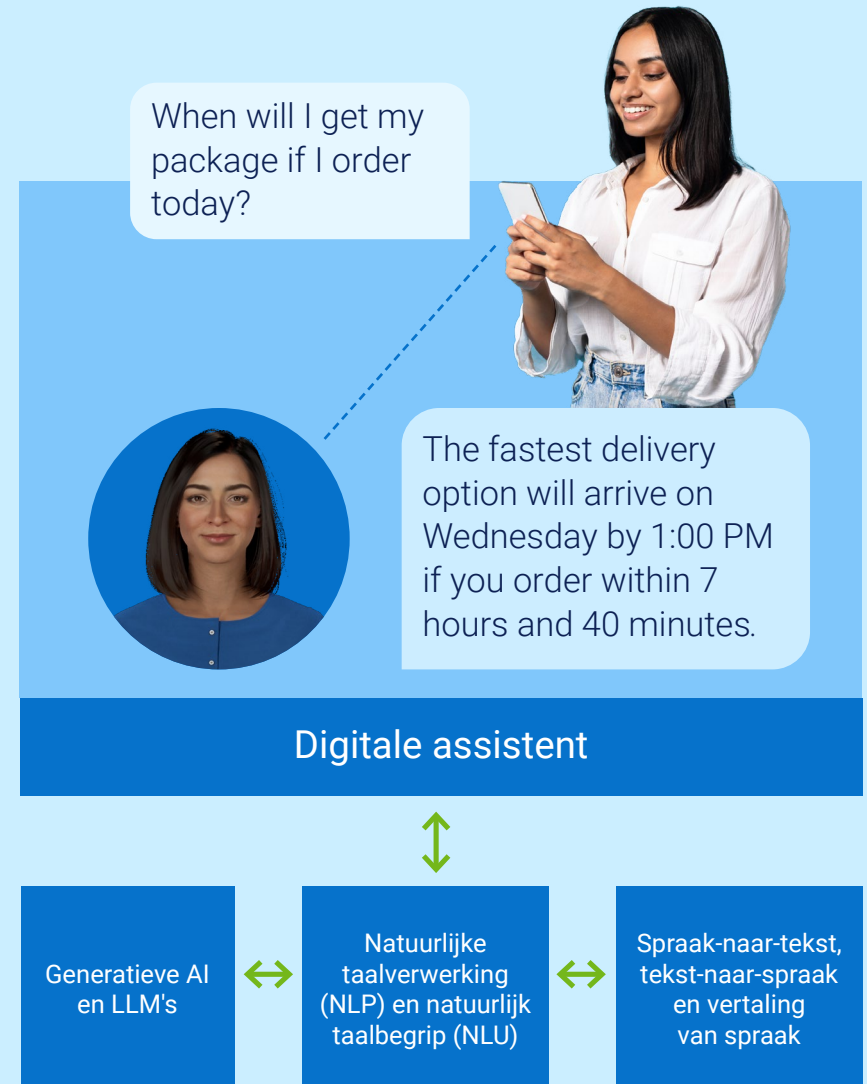 When will I get my
package if I order
today?
The fastest delivery
option will arrive on
Wednesday by 1:00 PM
if you order within 7
hours and 40 minutes.
Digitale assistent
Generatieve AI
en LLM's
Natuurlijke
taalverwerking
(NLP) en natuurlijk
taalbegrip (NLU)
Spraak-naar-tekst,
tekst-naar-spraak
en vertaling
van spraak